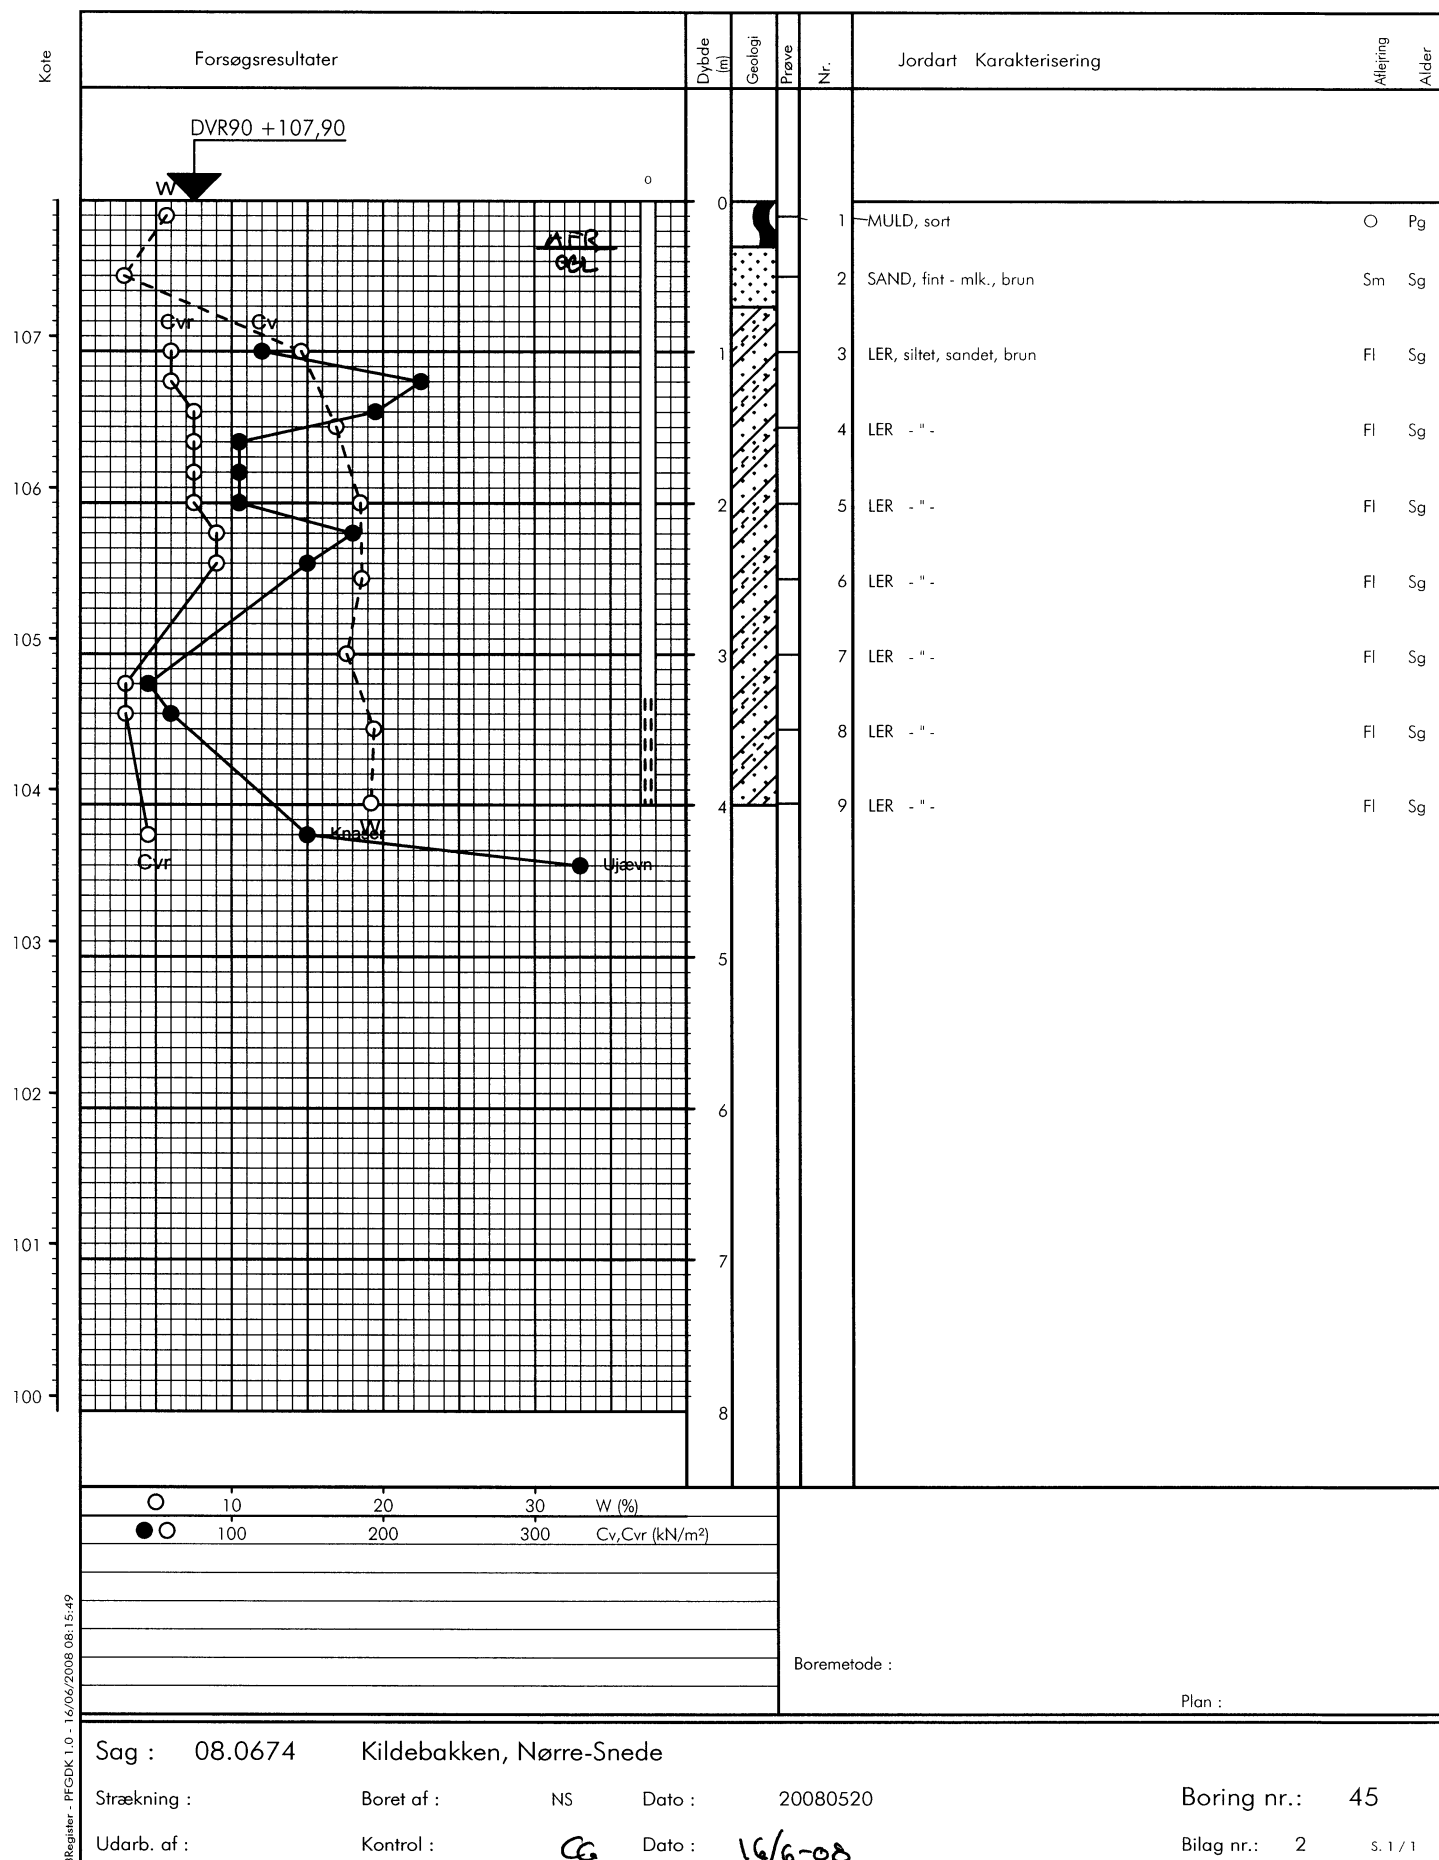 Kote
Forsøgsresultater
Dybde (m)
Geologi
Prøve
Nr.
Jordart Karakterisering
Aflejring
Alder
DVR90 +107,90
W
o
0
AFR
OBL
1 MULD, sort O Pg
2 SAND, fint - mlk., brun Sm Sg
Cvr Cv
107
1
3 LER, siltet, sandet, brun Fl Sg
4 LER - " - Fl Sg
106
2
5 LER - " - Fl Sg
6 LER - " - Fl Sg
105
3
7 LER - " - Fl Sg
8 LER - " - Fl Sg
104
4
9 LER - " - Fl Sg
W
Knaser
Cvr
Ujævn
103
5
102
6
101
7
100
8
10 20 30 W (%)
100 200 300 Cv,Cvr (kN/m²)
Boremetode :
Plan :
Register - PFGDK 1.0 - 16/06/2008 08:15:49
Sag : 08.0674 Kildebakken, Nørre-Snede
Strækning : Boret af : NS Dato : 20080520 Boring nr.: 45
Udarb. af : Kontrol : CG Dato : 16/6-08 Bilag nr.: 2 S. 1 / 1